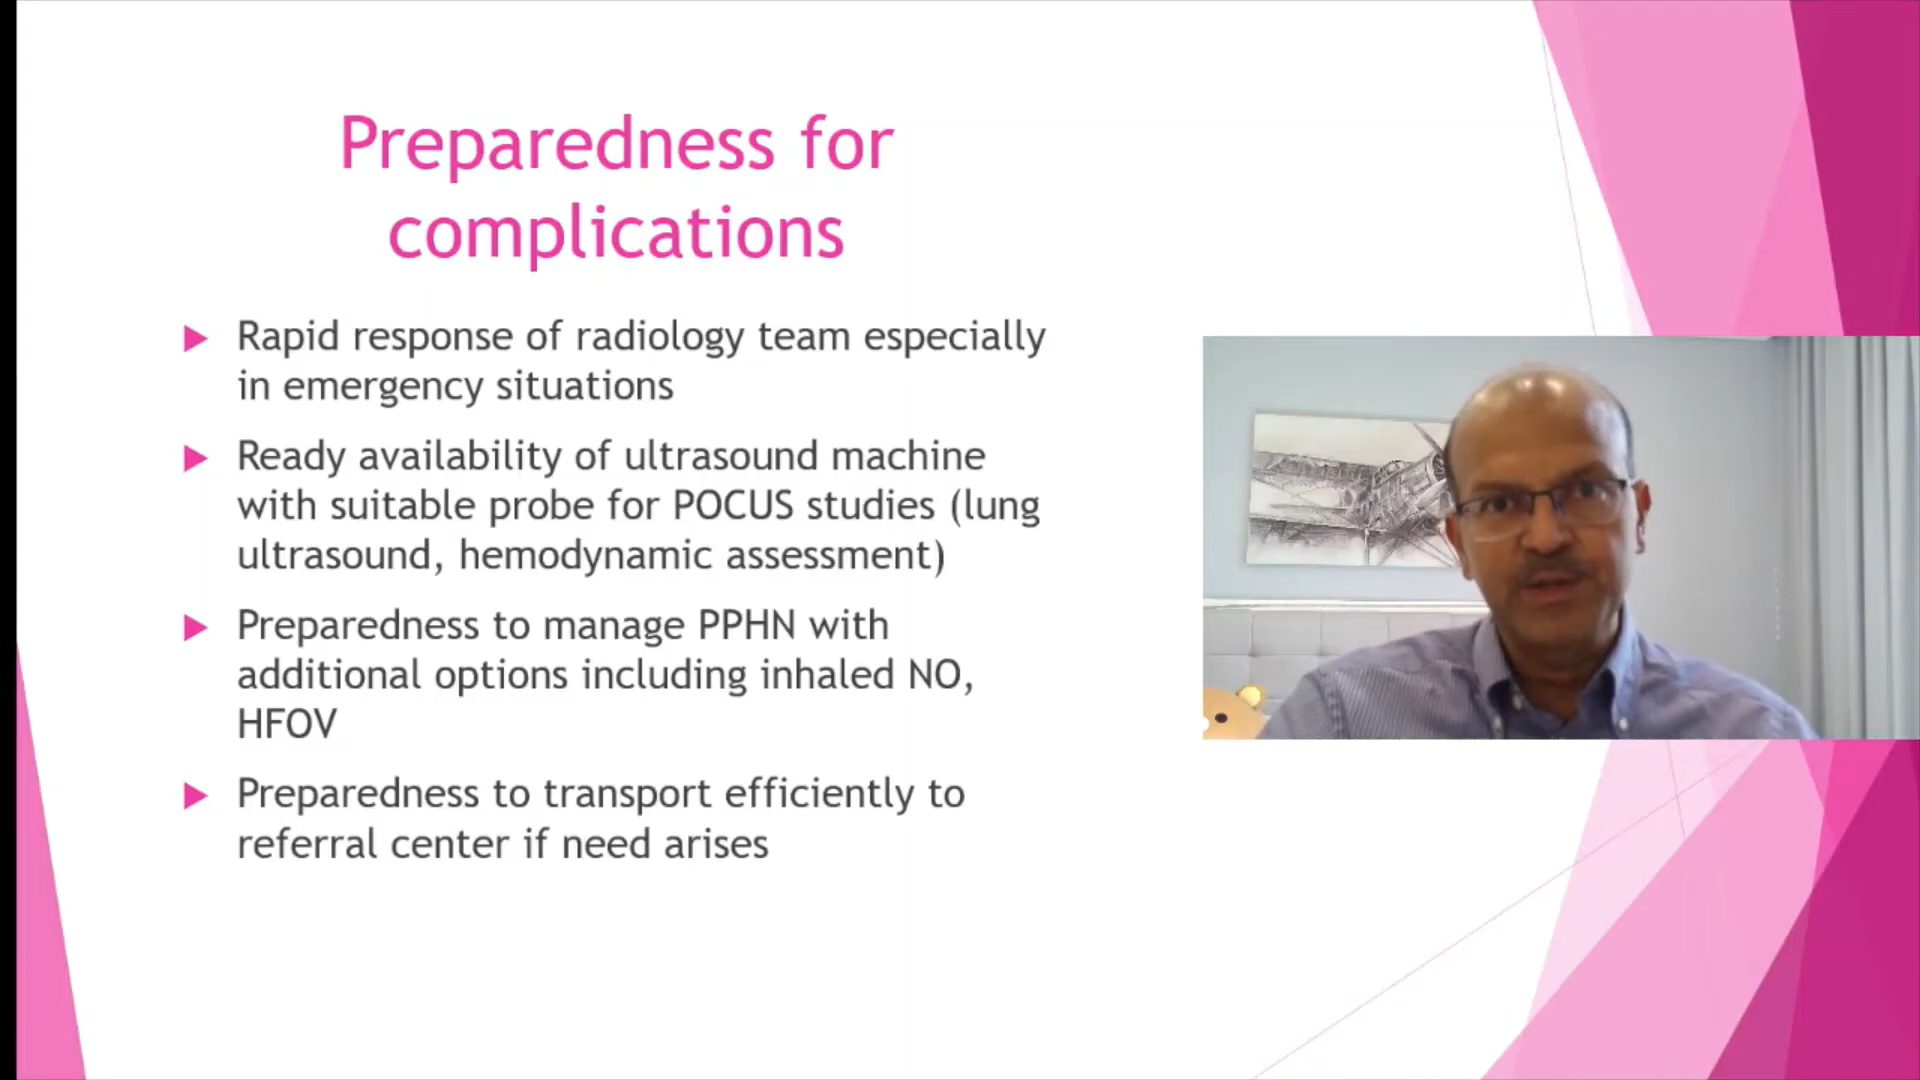 Preparedness for
complications
Rapid response of radiology team especially
in emergency situations
Ready availability of ultrasound machine
with suitable probe for POCUS studies (lung
ultrasound, hemodynamic assessment)
Preparedness to manage PPHN with
additional options including inhaled NO,
HFOV
Preparedness to transport efficiently to
referral center if need arises